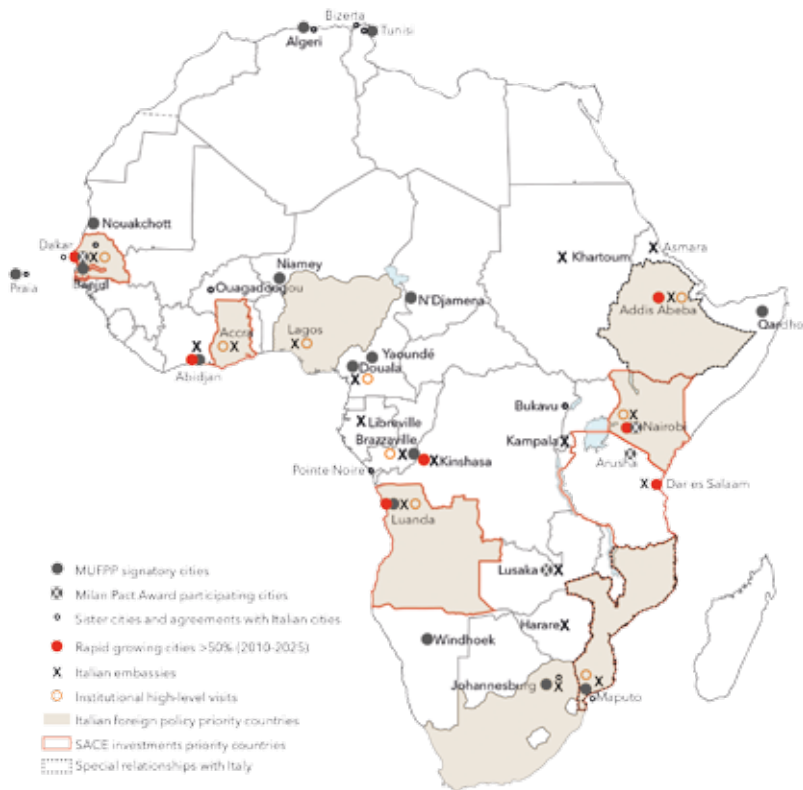 Bizerta
Algeri
Tunisi
Nouakchott
Dakar
Banjul
Praia
Niamey
Ouagadougou
N'Djamena
Khartoum
Asmara
Addis Abeba
Qardho
Accra
Lagos
Abidjan
Yaoundé
Douala
Libreville
Brazzaville
Kinshasa
Pointe Noire
Bukavu
Kampala
Nairobi
Arusha
Dar es Salaam
Luanda
Lusaka
Harare
Windhoek
Johannesburg
Maputo
MUFPP signatory cities
Milan Pact Award participating cities
Sister cities and agreements with Italian cities
Rapid growing cities >50% (2010-2025)
Italian embassies
Institutional high-level visits
Italian foreign policy priority countries
SACE investments priority countries
Special relationships with Italy